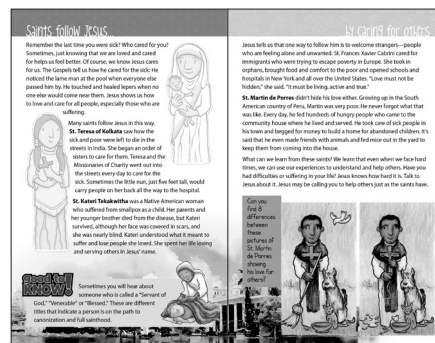 Saints follow Jesus...
Remember the last time you were sick? Who cared for you?
Sometimes, just knowing that we are loved and cared
for helps us feel better. Of course, we know Jesus cares
for us. The Gospels tell us how he cared for the sick: He
noticed the lame man at the pool when everyone else
passed him by. He touched and healed lepers when no
one else would come near them. Jesus shows us how
to love and care for all people, especially those who are
suffering.
Many saints follow Jesus in this way.
St. Teresa of Kolkata saw how the
sick and poor were left to die in the
streets in India. She began an order of
sisters to care for them. Teresa and the
Missionaries of Charity went out into
the streets every day to care for the
sick. Sometimes the little nun, just five feet tall, would
carry people on her back all the way to the hospital.
St. Kateri Tekakwitha was a Native American woman
who suffered from smallpox as a child. Her parents and
her younger brother died from the disease, but Kateri
survived, although her face was covered in scars, and
she was nearly blind. Kateri understood what it meant to
suffer and lose people she loved. She spent her life loving
and serving others in Jesus' name.
Good to
KNOW!
Sometimes you will hear about
someone who is called a "Servant of
God," "Venerable" or "Blessed." These are different
titles that indicate a person is on the path to
canonization and full sainthood.
by caring for others
Jesus tells us that one way to follow him is to welcome strangers—people
who are feeling alone and unwanted. St. Frances Xavier Cabrini cared for
immigrants who were trying to escape poverty in Europe. She took in
orphans, brought food and comfort to the poor and opened schools and
hospitals in New York and all over the United States. "Love must not be
hidden," she said. "It must be living, active and true."
St. Martin de Porres didn't hide his love either. Growing up in the South
American country of Peru, Martin was very poor. He never forgot what that
was like. Every day, he fed hundreds of hungry people who came to the
community house where he lived and served. He took care of sick people in
his town and begged for money to build a home for abandoned children. It's
said that he even made friends with animals and fed mice out in the yard to
keep them from coming into the house.
What can we learn from these saints? We learn that even when we face hard
times, we can use our experiences to understand and help others. Have you
had difficulties or suffering in your life? Jesus knows how hard it is. Talk to
Jesus about it. Jesus may be calling you to help others just as the saints have.
Can you
find 8
differences
between
these
pictures of
St. Martin
de Porres
showing
his love for
others?